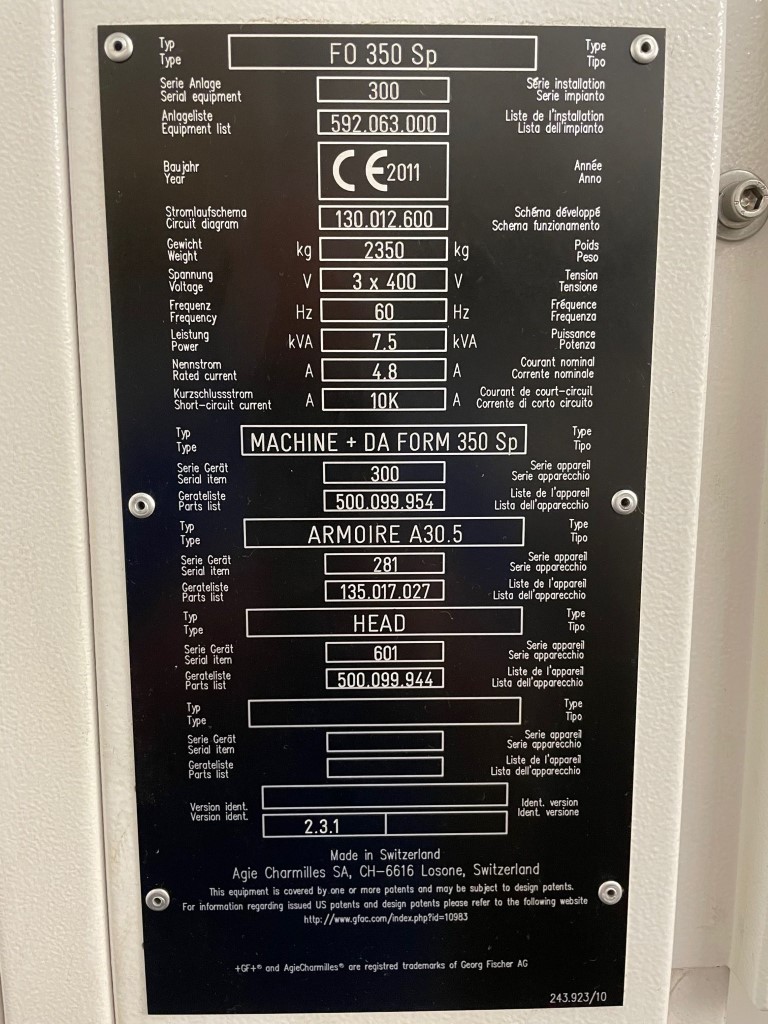 Typ
Type FO 350 Sp Type
Tipo
Serie Anlage
Serial equipment 300 Série installation
Serie impianto
Anlageliste
Equipment list 592.063.000 Liste de l'installation
Lista dell'impianto
Baujahr
Year CE 2011 Année
Anno
Stromlaufschema
Circuit diagram 130.012.600 Schéma développé
Schema funzionamento
Gewicht
Weight kg 2350 kg Poids
Peso
Spannung
Voltage V 3 x 400 V Tension
Tensione
Frequenz
Frequency Hz 60 Hz Fréquence
Frequenza
Leistung
Power kVA 7.5 kVA Puissance
Potenza
Nennstrom
Rated current A 4.8 A Courant nominal
Corrente nominale
Kurzschlussstrom
Short-circuit current A 10K A Courant de court-circuil
Corrente di corto circuito
Typ
Type MACHINE + DA FORM 350 Sp Type
Tipo
Serie Gerät
Serial item 300 Serie appareil
Serie apparecchio
Gerateliste
Parts list 500.099.954 Liste de l'appareil
Lista dell'apparecchio
Typ
Type ARMOIRE A30.5 Type
Tipo
Serie Gerät
Serial item 281 Serie appareil
Serie apparecchio
Gerateliste
Parts list 135.017.027 Liste de l'appareil
Lista dell'apparecchio
Typ
Type HEAD Type
Tipo
Serie Gerät
Serial item 601 Serie appareil
Serie apparecchio
Gerateliste
Parts list 500.099.944 Liste de l'appareil
Lista dell'apparecchio
Typ
Type Type
Tipo
Serie Gerät
Serial item Serie appareil
Serie apparecchio
Gerateliste
Parts list Liste de l'appareil
Lista dell'apparecchio
Version ident. Ident. version
Version ident. 2.3.1 Ident. versione
Made in Switzerland
Agie Charmilles SA, CH-6616 Losone, Switzerland
This equipment is covered by one or more patents and may be subject to design patents.
For information regarding issued US patents and design patents please refer to the following website
http://www.gfac.com/index.php?id=10983
+GF+® and AgieCharmilles® are registred trademarks of Georg Fischer AG
243.923/10